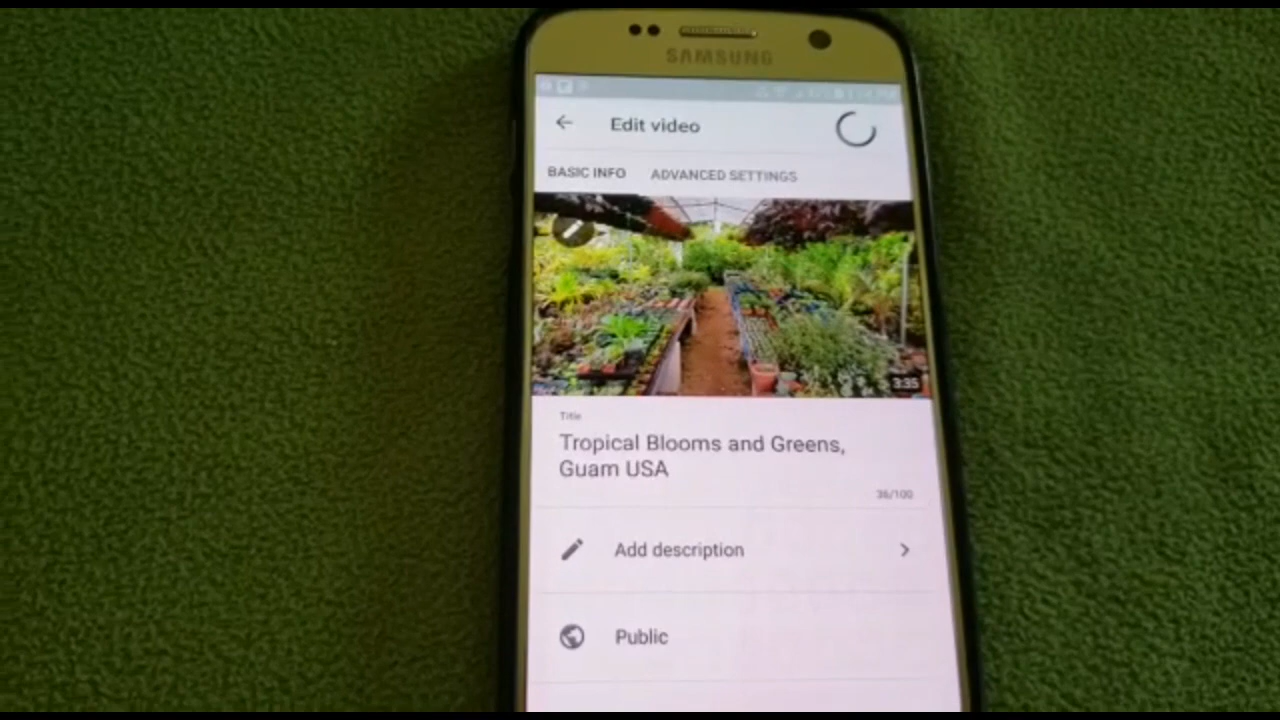 SAMSUNG
Edit video
BASIC INFO ADVANCED SETTINGS
3:35
Title
Tropical Blooms and Greens,
Guam USA
36/100
Add description
Public